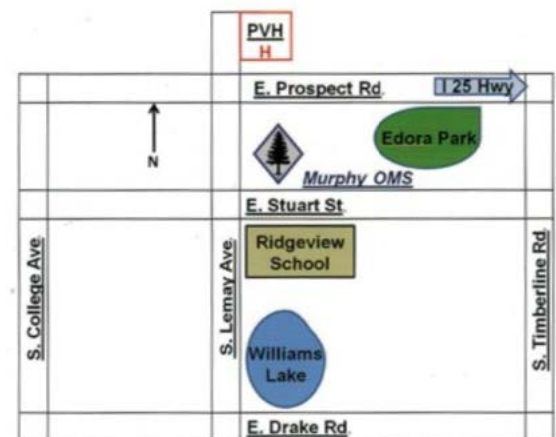 PVH
H
E. Prospect Rd.
I 25 Hwy
N
Edora Park
Murphy OMS
E. Stuart St.
Ridgeview
School
S. College Ave.
S. Lemay Ave.
S. Timberline Rd.
Williams
Lake
E. Drake Rd.